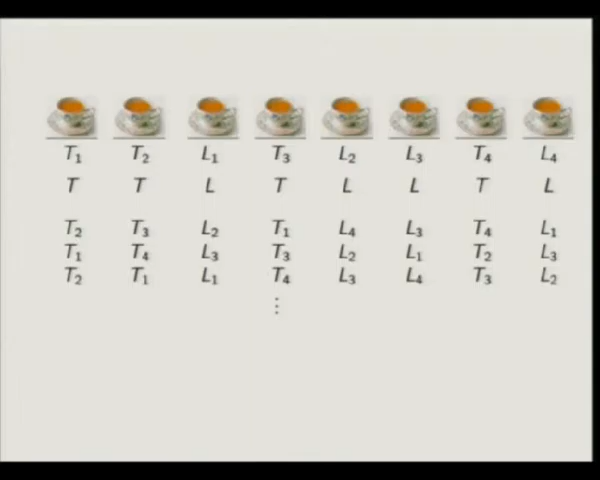 T₁ T₂ L₁ T₃ L₂ L₃ T₄ L₄
T T L T L L T L
T₂ T₃ L₂ T₁ L₄ L₃ T₄ L₁
T₁ T₄ L₃ T₃ L₂ L₁ T₂ L₃
T₂ T₁ L₁ T₄ L₃ L₄ T₃ L₂
⋮